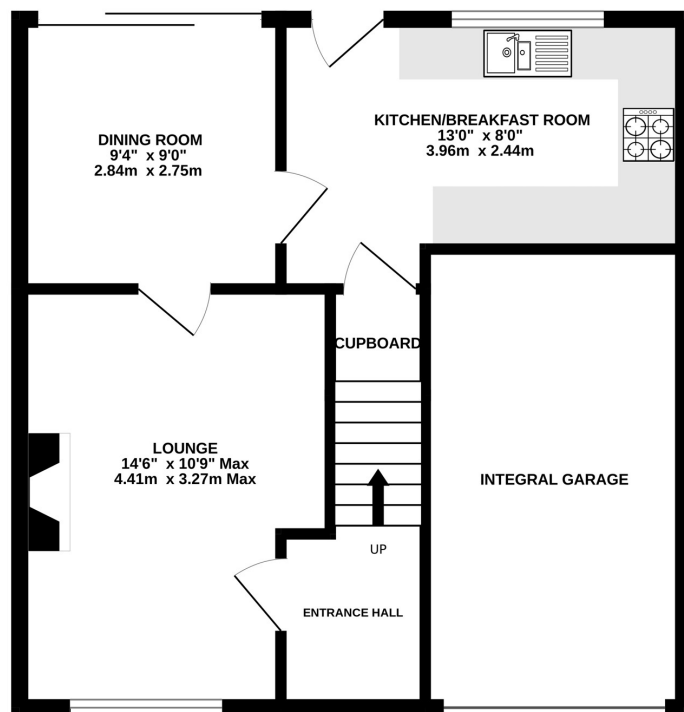 DINING ROOM
9'4" x 9'0"
2.84m x 2.75m
KITCHEN/BREAKFAST ROOM
13'0" x 8'0"
3.96m x 2.44m
CUPBOARD
LOUNGE
14'6" x 10'9" Max
4.41m x 3.27m Max
INTEGRAL GARAGE
UP
ENTRANCE HALL